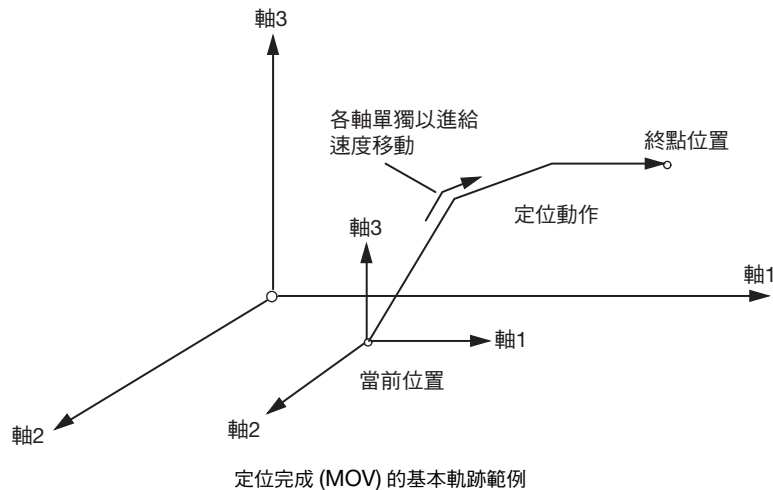 軸3
各軸單獨以進給
速度移動
終點位置
定位動作
軸3
軸1
軸1
當前位置
軸2
軸2
定位完成 (MOV) 的基本軌跡範例